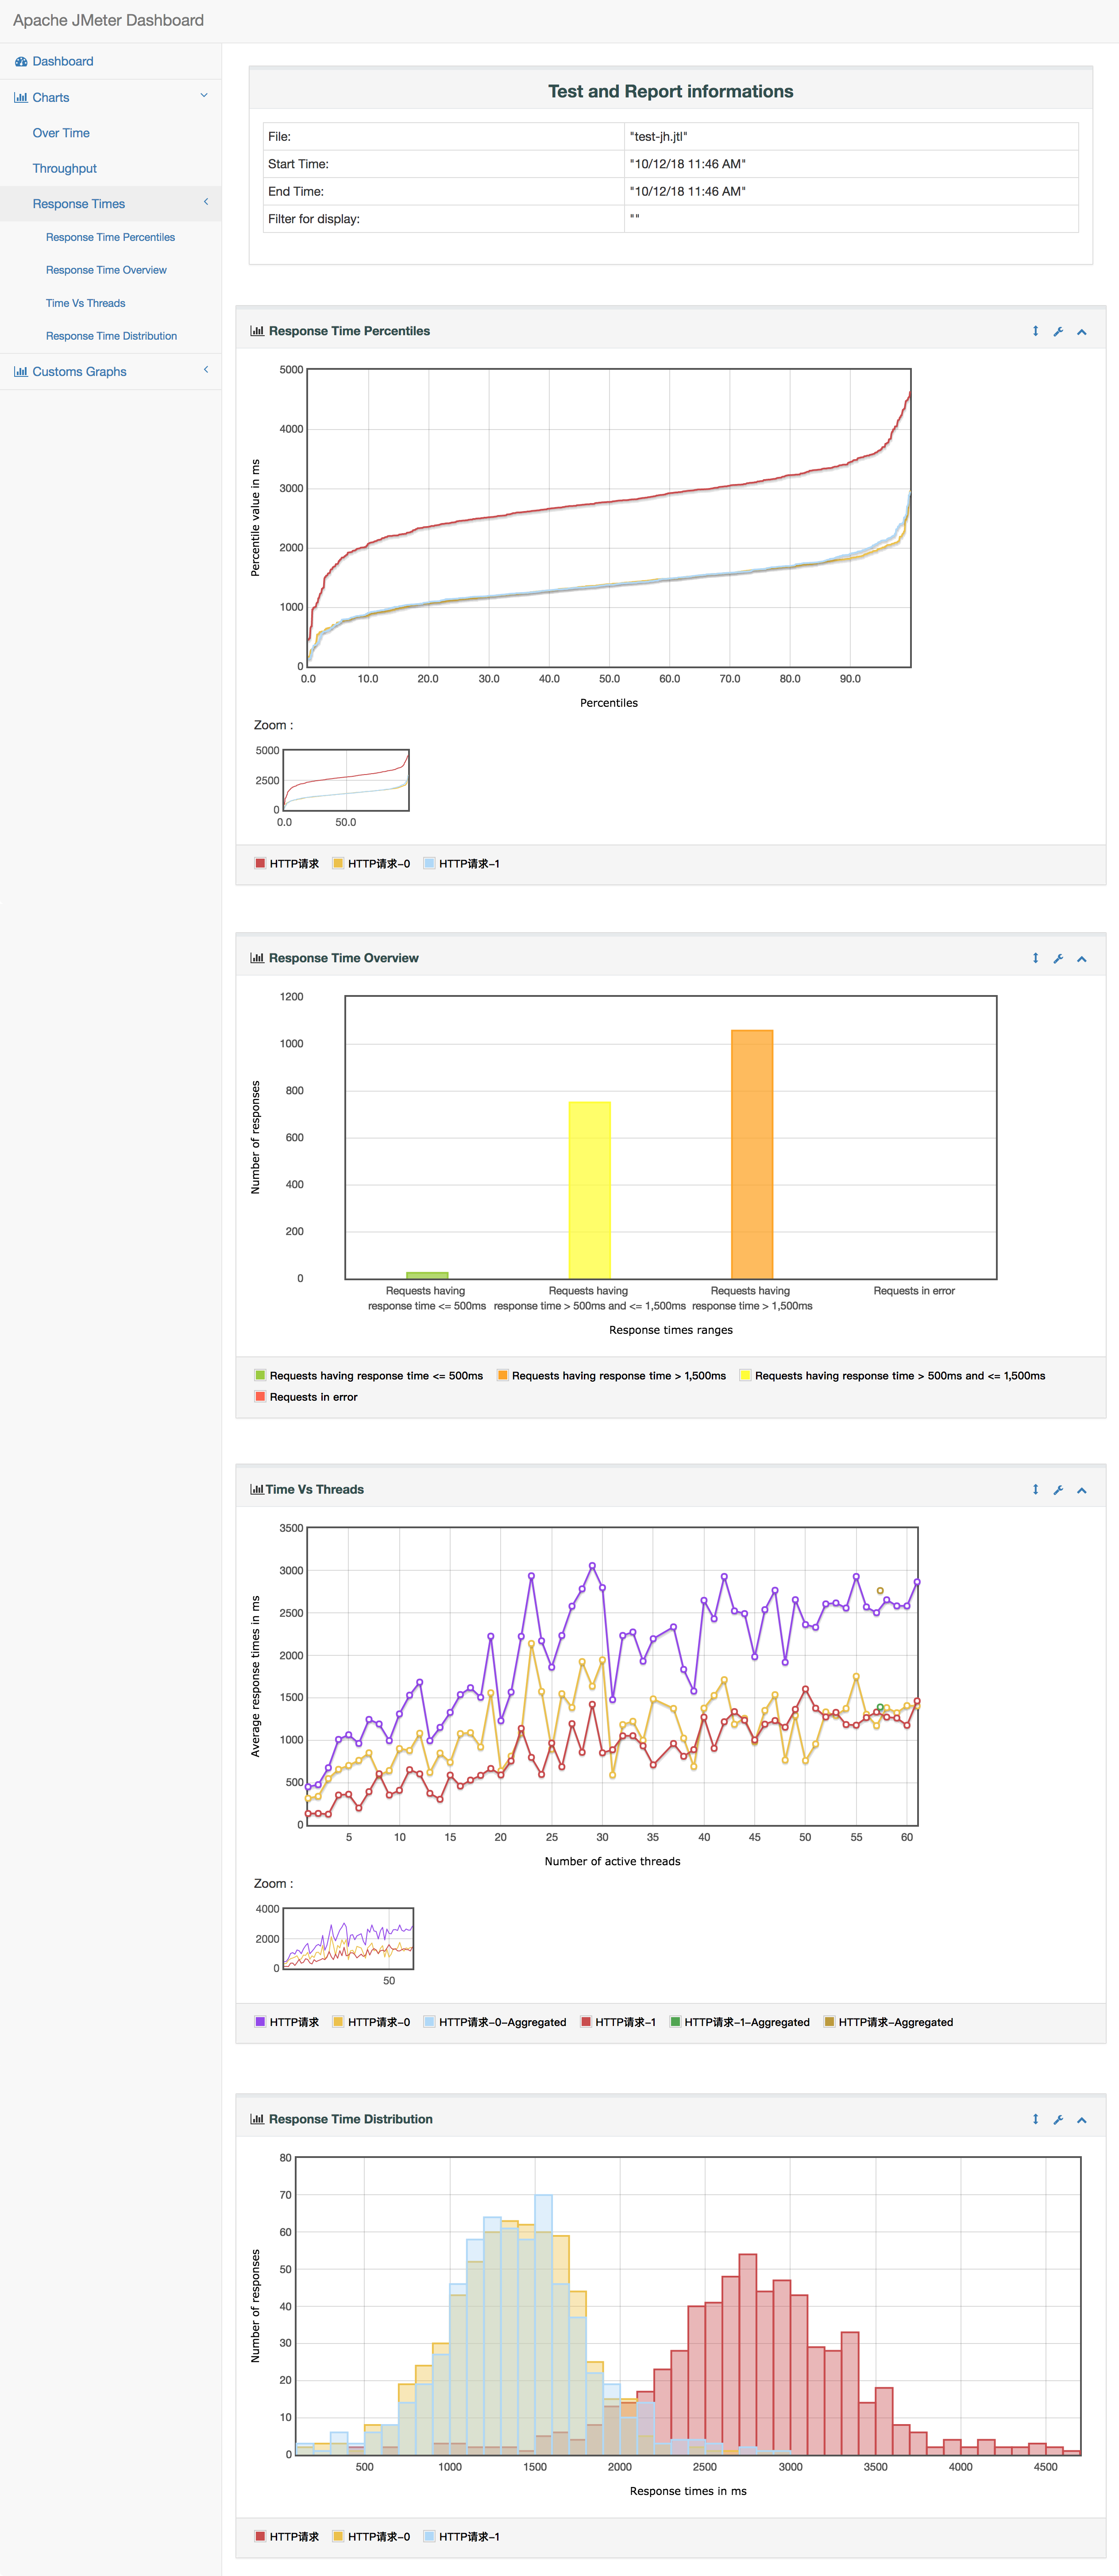 Apache JMeter Dashboard
Dashboard
Charts
Over Time
Throughput
Response Times
Response Time Percentiles
Response Time Overview
Time Vs Threads
Response Time Distribution
Customs Graphs
Test and Report informations
File: "test-jh.jtl"
Start Time: "10/12/18 11:46 AM"
End Time: "10/12/18 11:46 AM"
Filter for display: ""
Response Time Percentiles
5000
4000
3000
2000
1000
0
Percentile value in ms
0.0 10.0 20.0 30.0 40.0 50.0 60.0 70.0 80.0 90.0
Percentiles
Zoom :
5000
2500
0
0.0 50.0
HTTP请求 HTTP请求-0 HTTP请求-1
Response Time Overview
1200
1000
800
600
400
200
0
Number of responses
Requests having Requests having Requests having Requests in error
response time <= 500ms response time > 500ms and <= 1,500ms response time > 1,500ms
Response times ranges
Requests having response time <= 500ms Requests having response time > 1,500ms Requests having response time > 500ms and <= 1,500ms
Requests in error
Time Vs Threads
3500
3000
2500
2000
1500
1000
500
0
Average response times in ms
5 10 15 20 25 30 35 40 45 50 55 60
Number of active threads
Zoom :
4000
2000
0
50
HTTP请求 HTTP请求-0 HTTP请求-0-Aggregated HTTP请求-1 HTTP请求-1-Aggregated HTTP请求-Aggregated
Response Time Distribution
80
70
60
50
40
30
20
10
0
Number of responses
500 1000 1500 2000 2500 3000 3500 4000 4500
Response times in ms
HTTP请求 HTTP请求-0 HTTP请求-1